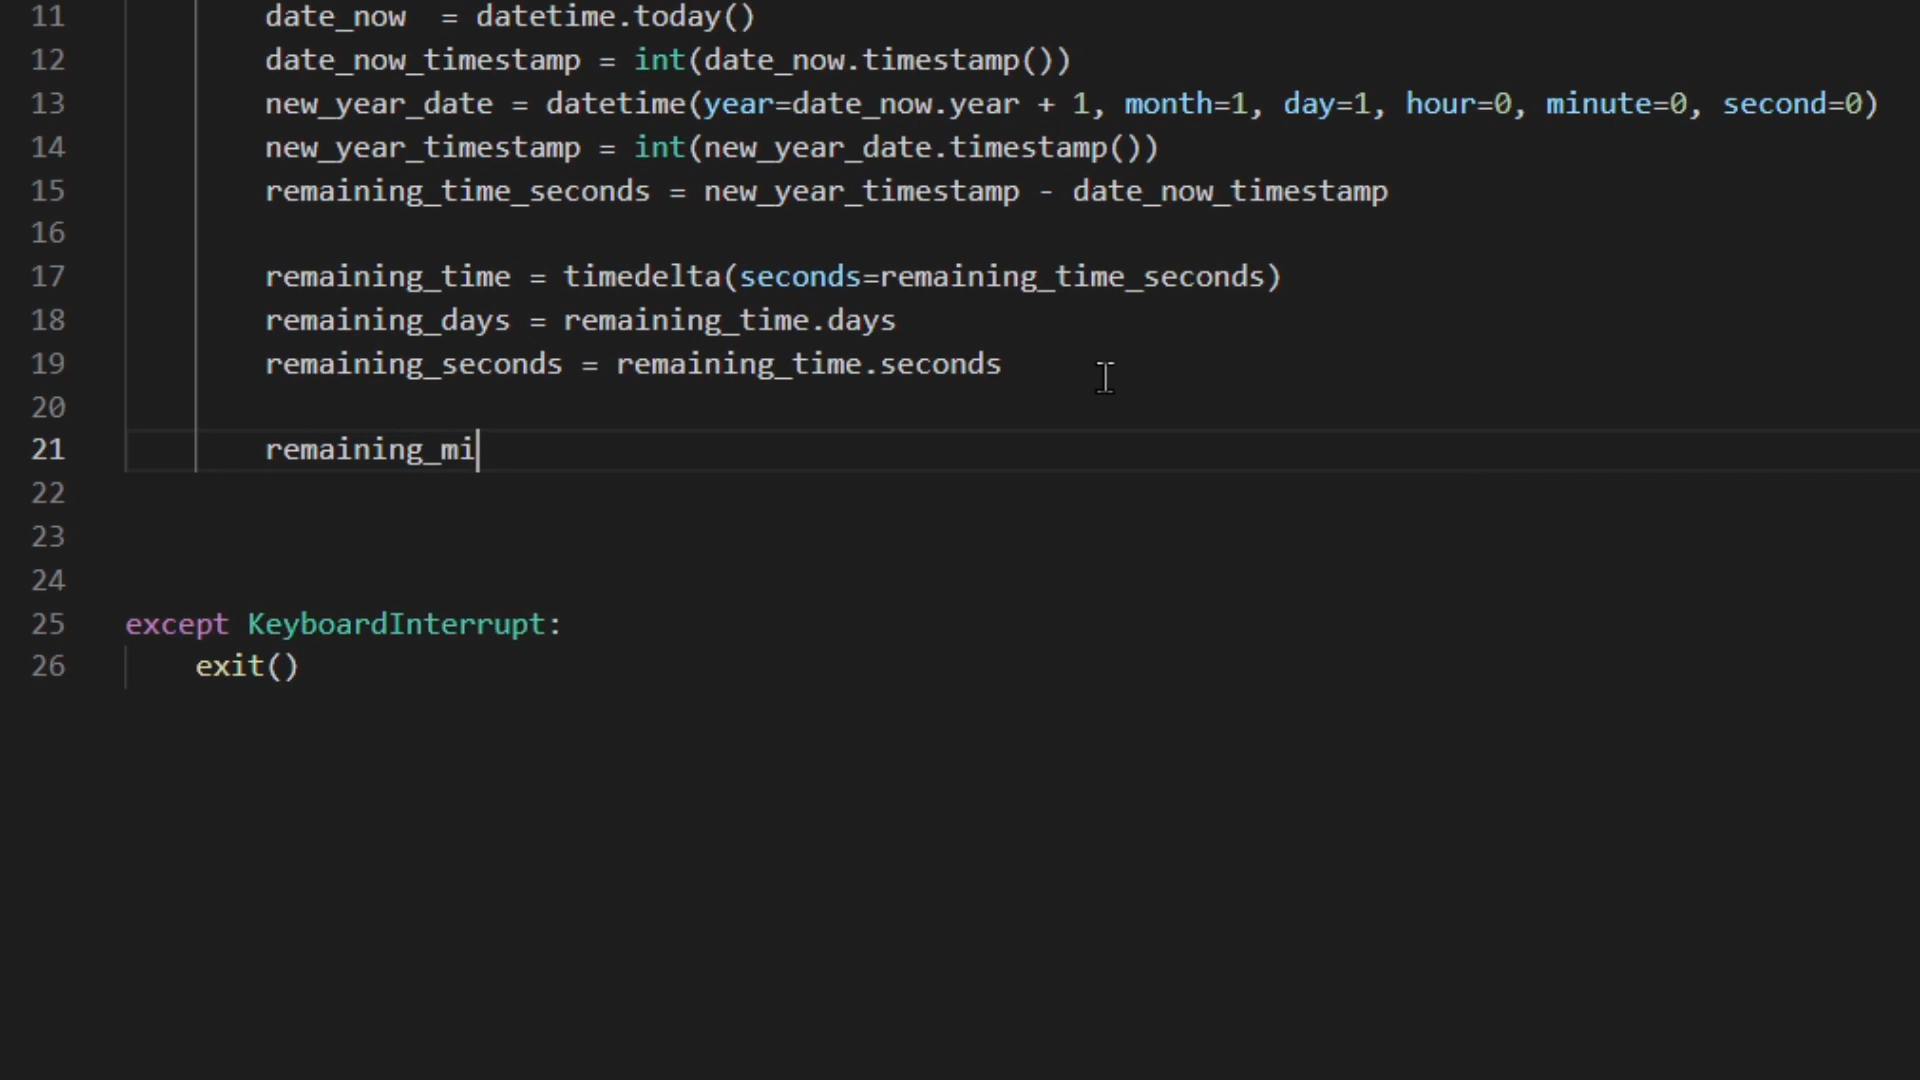 11 date_now  = datetime.today()
12 date_now_timestamp = int(date_now.timestamp())
13 new_year_date = datetime(year=date_now.year + 1, month=1, day=1, hour=0, minute=0, second=0)
14 new_year_timestamp = int(new_year_date.timestamp())
15 remaining_time_seconds = new_year_timestamp - date_now_timestamp
16
17 remaining_time = timedelta(seconds=remaining_time_seconds)
18 remaining_days = remaining_time.days
19 remaining_seconds = remaining_time.seconds
20
21 remaining_mi
22
23
24
25 except KeyboardInterrupt:
26 exit()